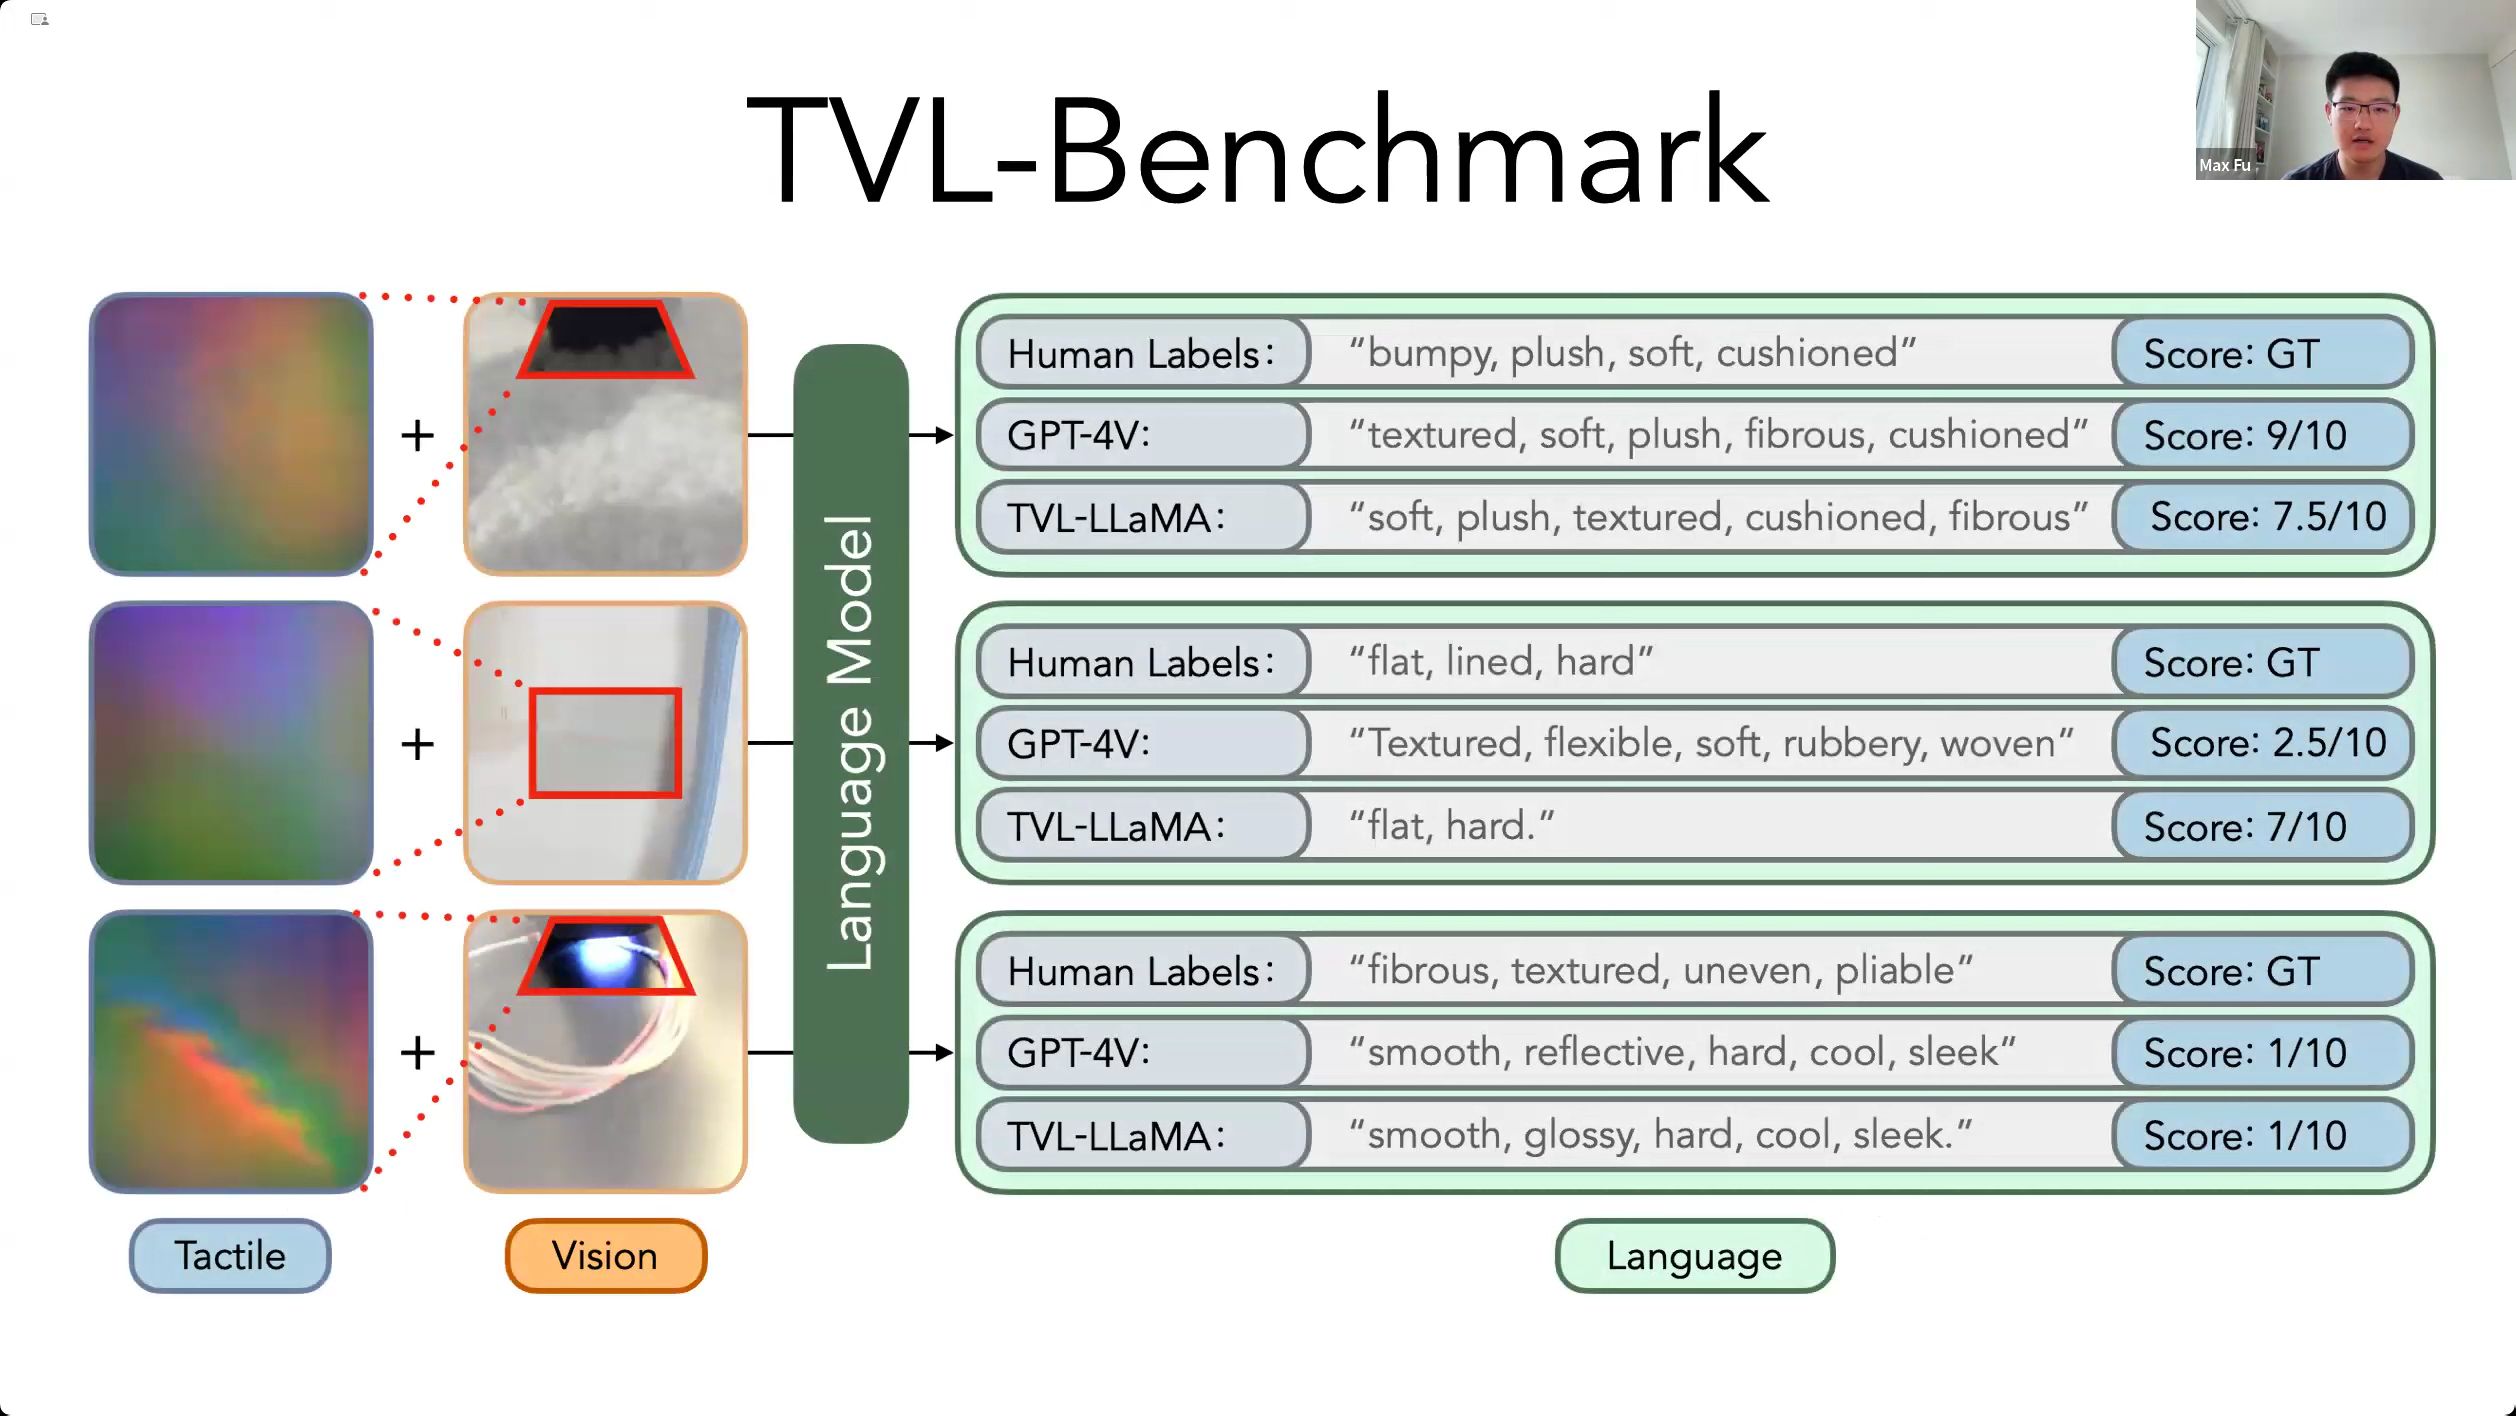 TVL-Benchmark
Max Fu
Human Labels: “bumpy, plush, soft, cushioned” Score: GT
GPT-4V: “textured, soft, plush, fibrous, cushioned” Score: 9/10
TVL-LLaMA: “soft, plush, textured, cushioned, fibrous” Score: 7.5/10
Language Model
Human Labels: “flat, lined, hard” Score: GT
GPT-4V: “Textured, flexible, soft, rubbery, woven” Score: 2.5/10
TVL-LLaMA: “flat, hard.” Score: 7/10
Human Labels: “fibrous, textured, uneven, pliable” Score: GT
GPT-4V: “smooth, reflective, hard, cool, sleek” Score: 1/10
TVL-LLaMA: “smooth, glossy, hard, cool, sleek.” Score: 1/10
Tactile
Vision
Language